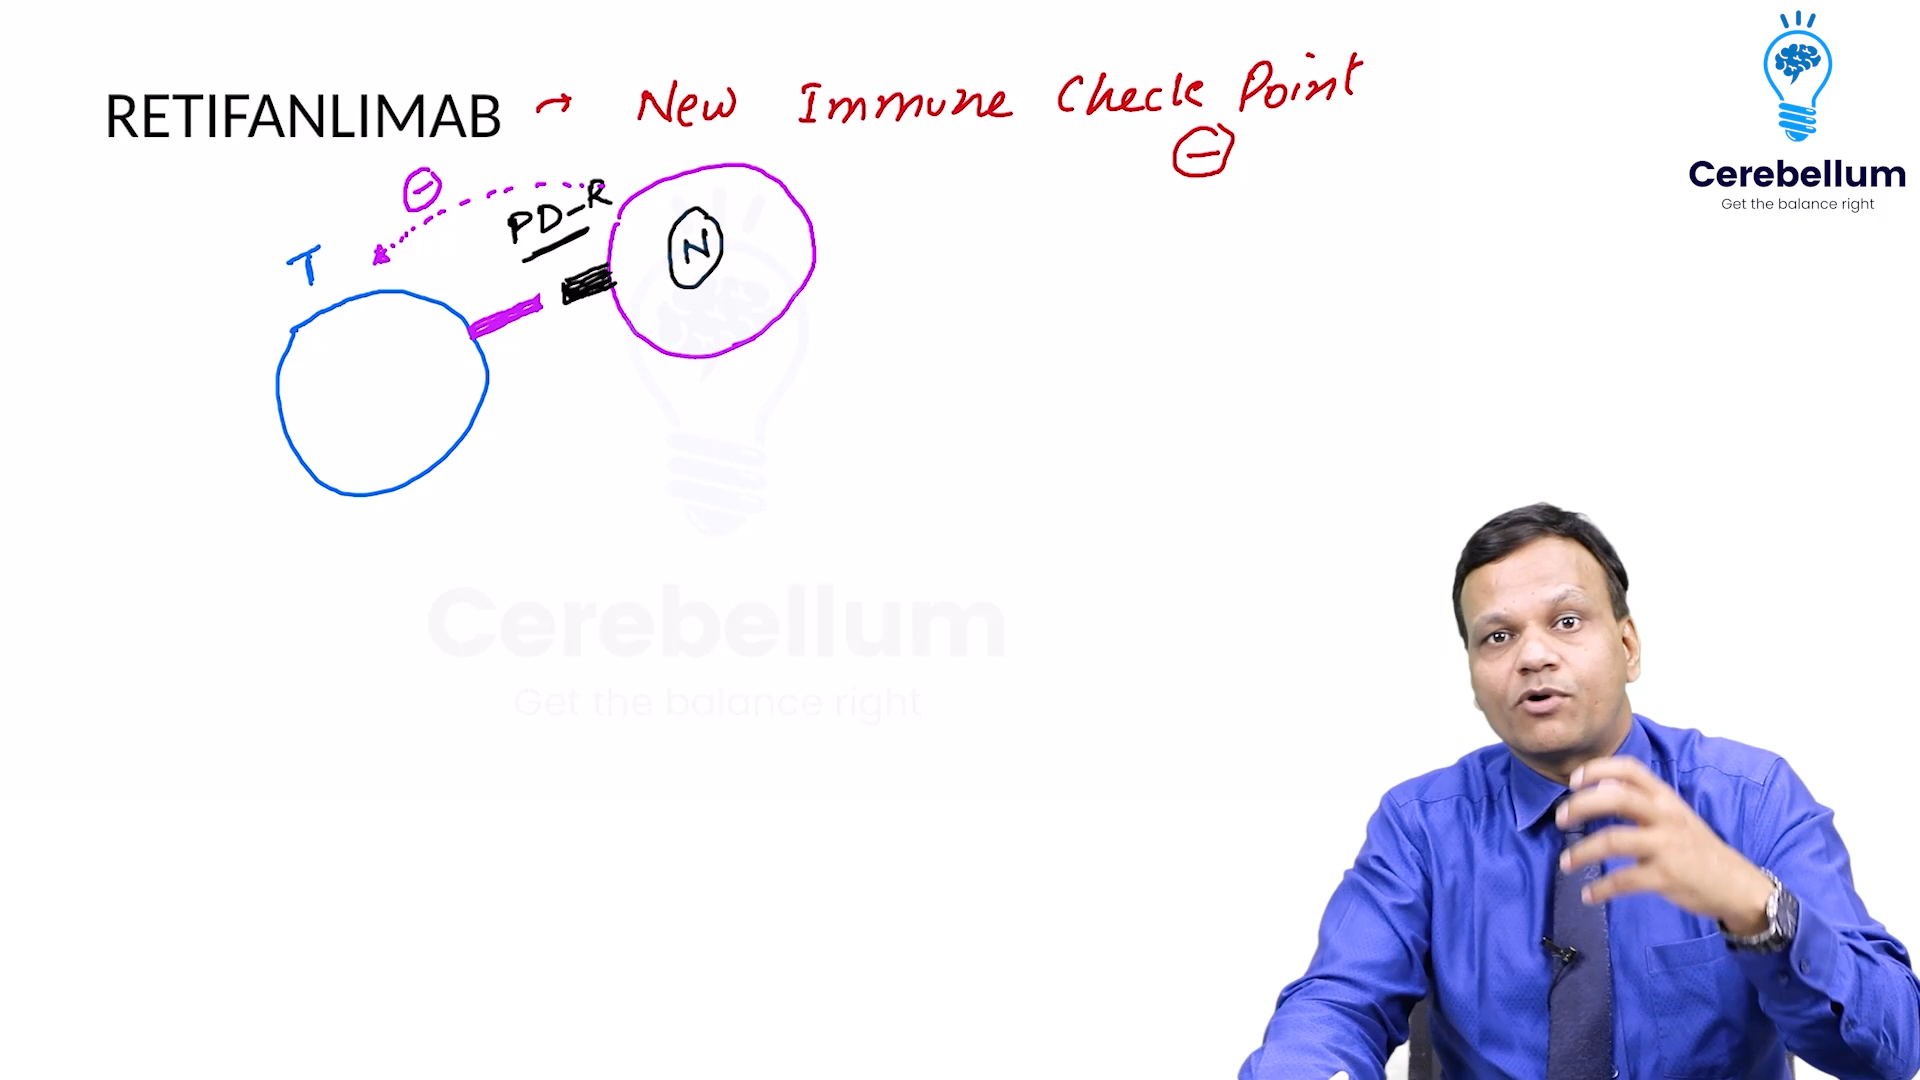 RETIFANLIMAB → New Immune Check Point
Cerebellum
Get the balance right
PD-R
N
T
Cerebellum
Get the balance right